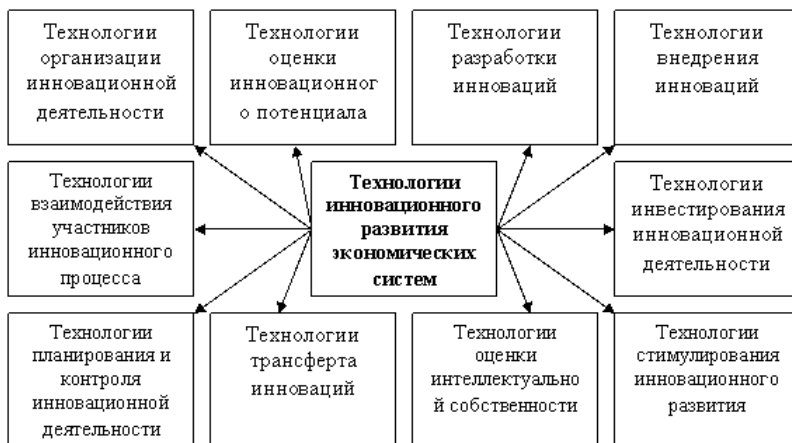 Технологии
организации
инновационной
деятельности
Технологии
оценки
инновационног
о потенциала
Технологии
разработки
инноваций
Технологии
внедрения
инноваций
Технологии
взаимодействия
участников
инновационного
процесса
Технологии
инновационного
развития
экономических
систем
Технологии
инвестирования
инновационной
деятельности
Технологии
планирования и
контроля
инновационной
деятельности
Технологии
трансферта
инноваций
Технологии
оценки
интеллектуально
й собственности
Технологии
стимулирования
инновационного
развития